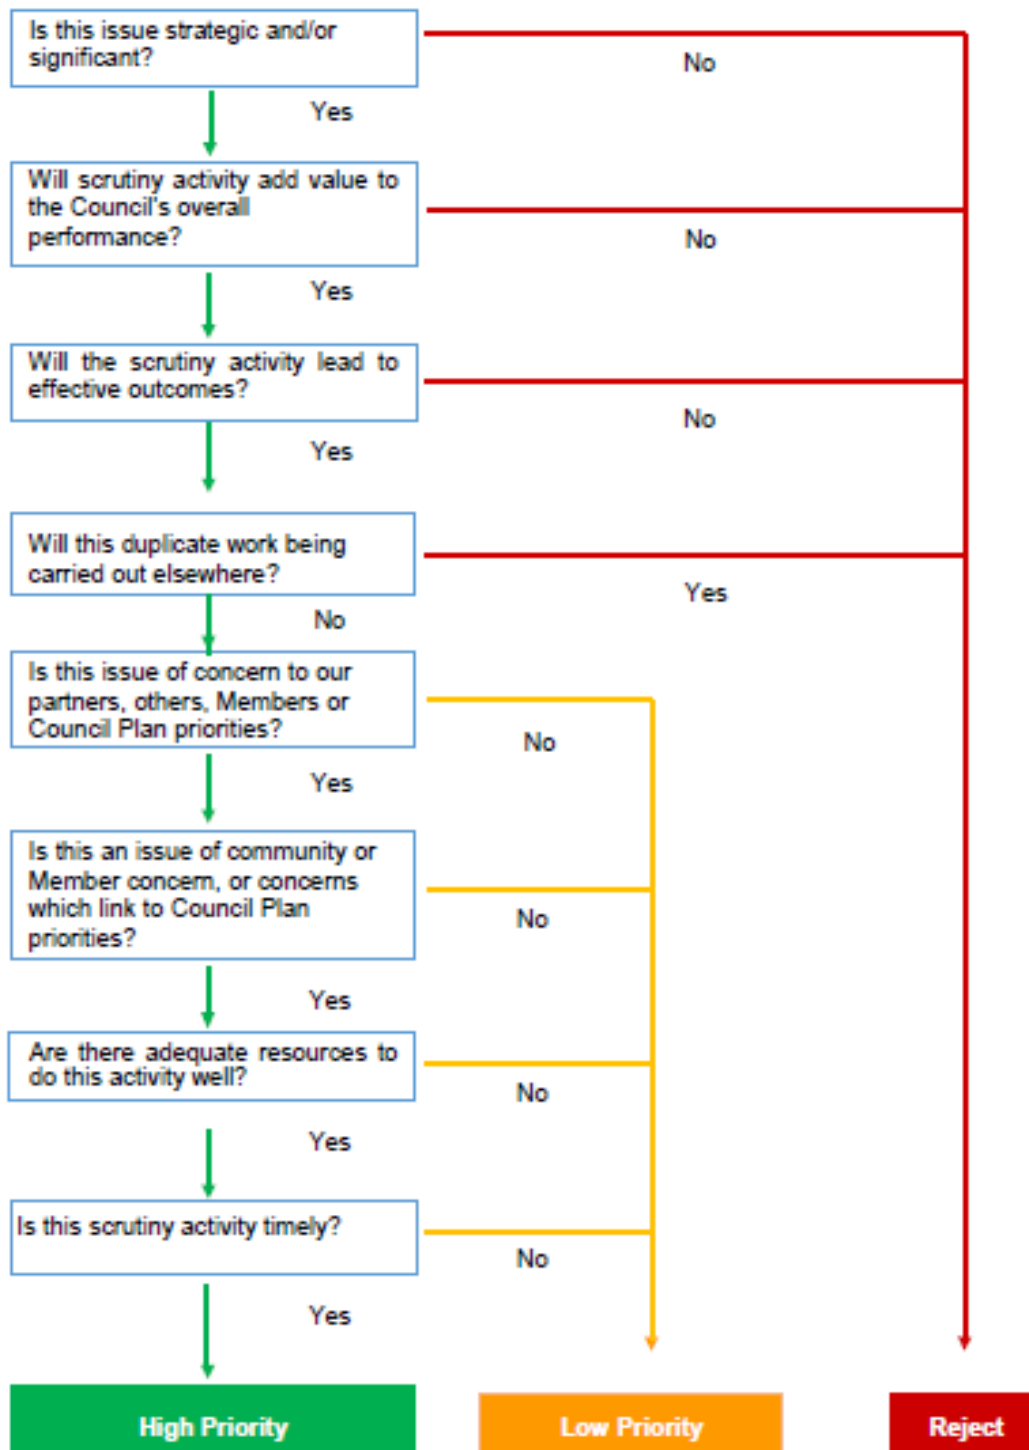 Is this issue strategic and/or
significant?
No
Yes
Will scrutiny activity add value to
the Council's overall
performance?
No
Yes
Will the scrutiny activity lead to
effective outcomes?
No
Yes
Will this duplicate work being
carried out elsewhere?
Yes
No
Is this issue of concern to our
partners, others, Members or
Council Plan priorities?
No
Yes
Is this an issue of community or
Member concern, or concerns
which link to Council Plan
priorities?
No
Yes
Are there adequate resources to
do this activity well?
No
Yes
Is this scrutiny activity timely?
No
Yes
High Priority
Low Priority
Reject